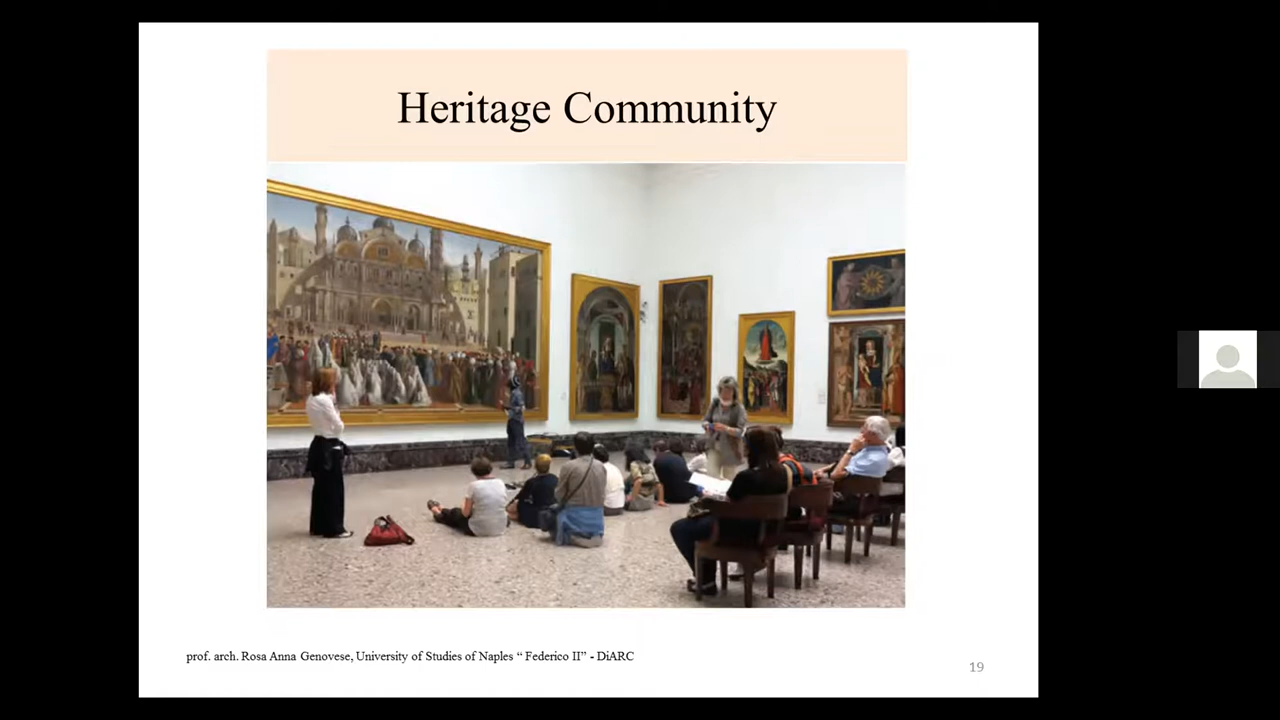 Heritage Community
prof. arch. Rosa Anna Genovese, University of Studies of Naples “ Federico II” - DiARC
19